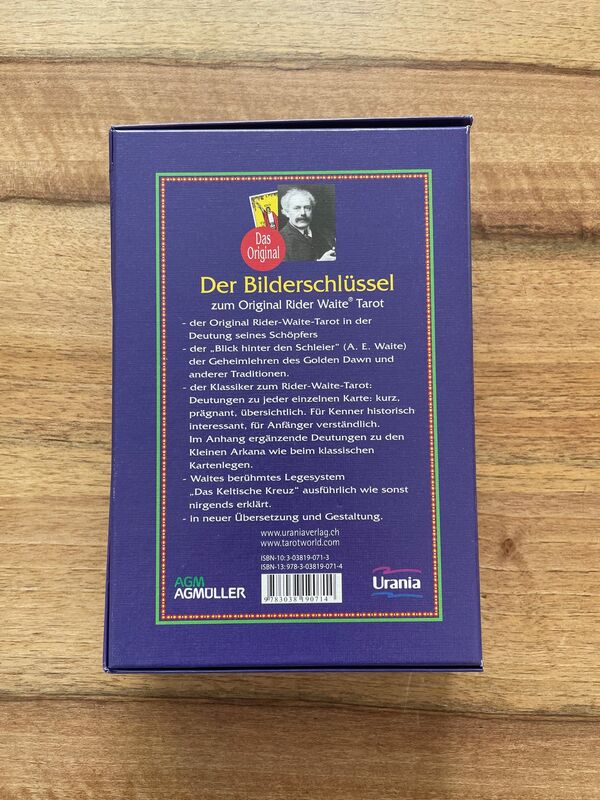 Das
Original
Der Bilderschlüssel
zum Original Rider Waite® Tarot
- der Original Rider-Waite-Tarot in der
Deutung seines Schöpfers
- der „Blick hinter den Schleier“ (A. E. Waite)
der Geheimlehren des Golden Dawn und
anderer Traditionen.
- der Klassiker zum Rider-Waite-Tarot:
Deutungen zu jeder einzelnen Karte: kurz,
prägnant, übersichtlich. Für Kenner historisch
interessant, für Anfänger verständlich.
Im Anhang ergänzende Deutungen zu den
Kleinen Arkana wie beim klassischen
Kartenlegen.
- Waites berühmtes Legesystem
„Das Keltische Kreuz“ ausführlich wie sonst
nirgends erklärt.
- in neuer Übersetzung und Gestaltung.
www.uraniaverlag.ch
www.tarotworld.com
ISBN-10: 3-03819-071-3
ISBN-13: 978-3-03819-071-4
9783038190714
AGM
AGMÜLLER
Urania